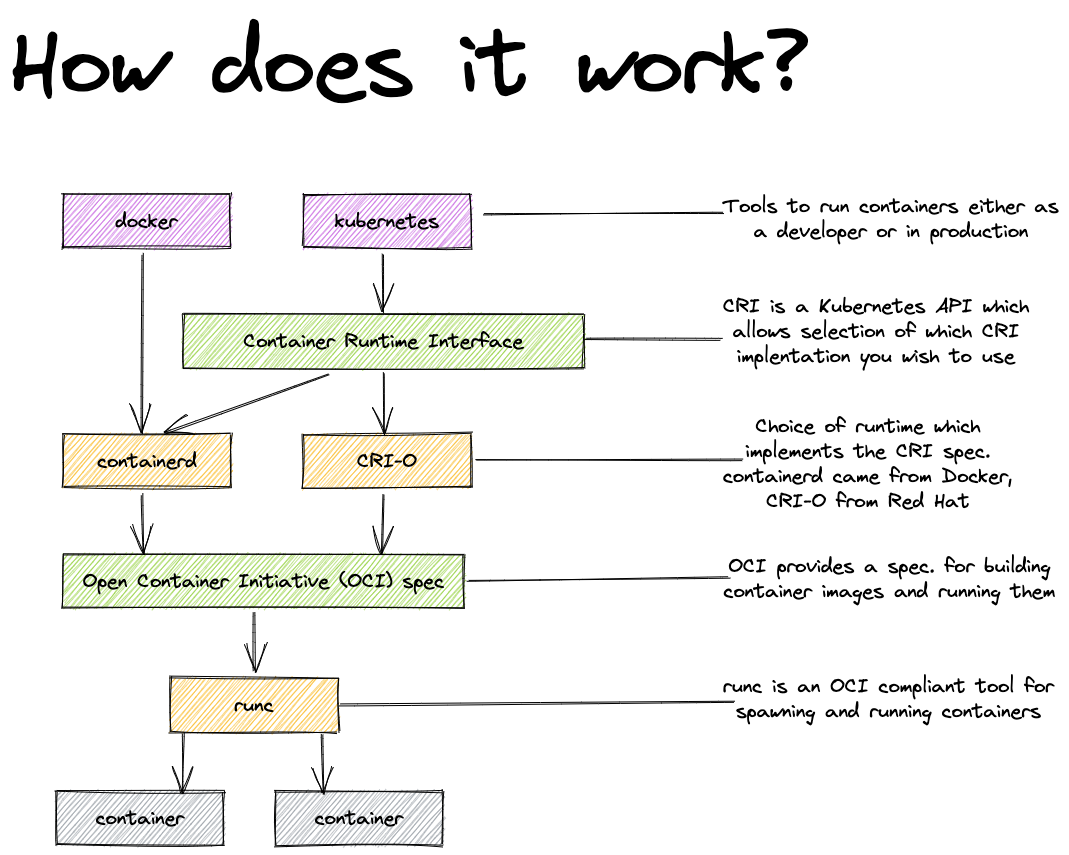 How does it work?
docker
kubernetes
Tools to run containers either as
a developer or in production
Container Runtime Interface
CRI is a Kubernetes API which
allows selection of which CRI
implentation you wish to use
containerd
CRI-O
Choice of runtime which
implements the CRI spec.
containerd came from Docker,
CRI-O from Red Hat
Open Container Initiative (OCI) spec
OCI provides a spec. for building
container images and running them
runc
runc is an OCI compliant tool for
spawning and running containers
container
container